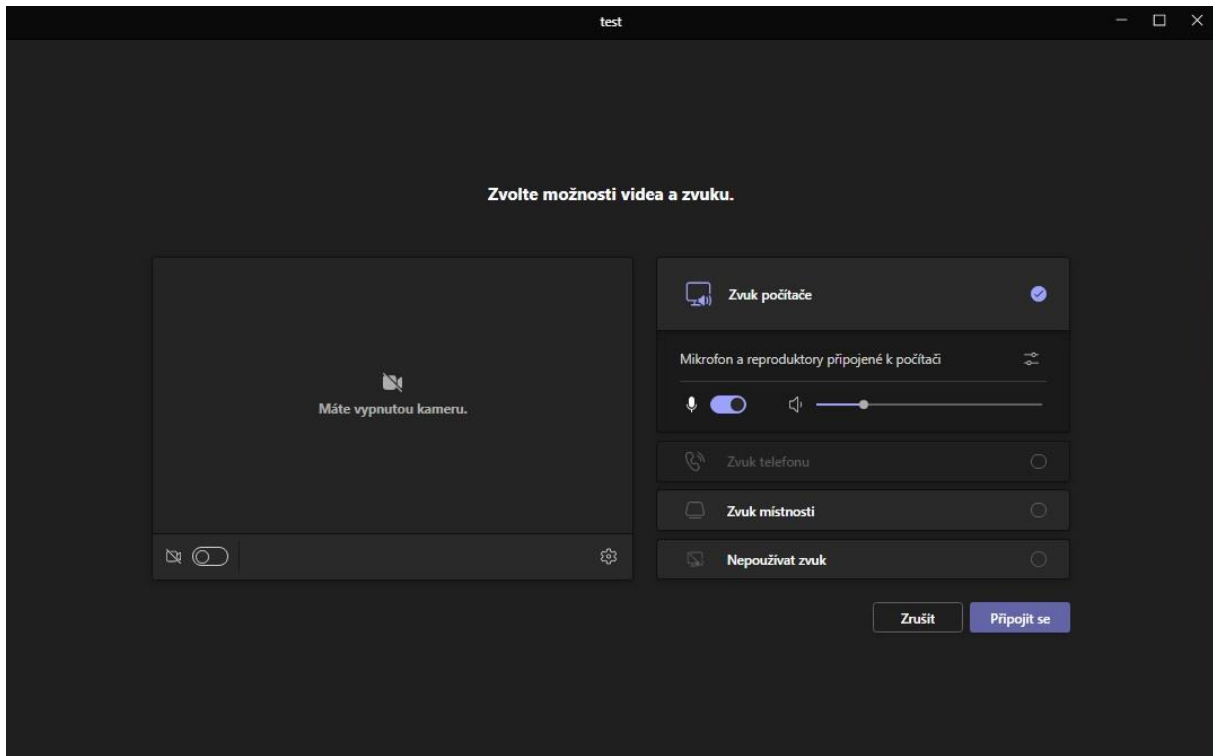 test
Zvolte možnosti videa a zvuku.
Máte vypnutou kameru.
Zvuk počítače
Mikrofon a reproduktory připojené k počítači
Zvuk telefonu
Zvuk místnosti
Nepoužívat zvuk
Zrušit
Připojit se